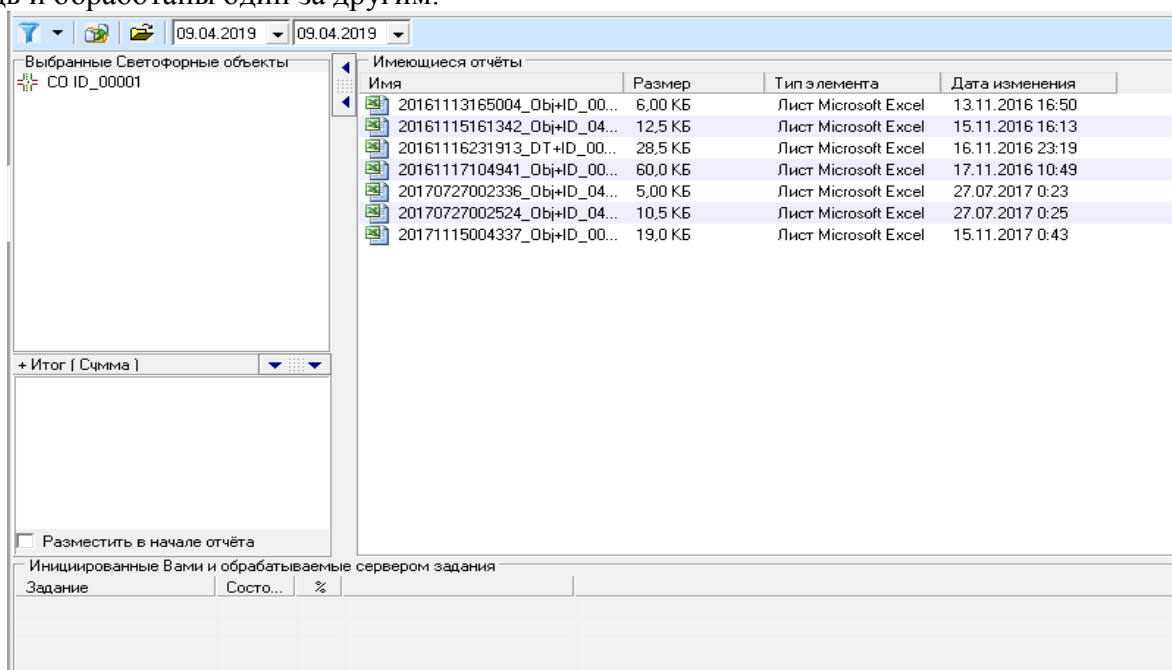 и обработаны один за другим.
09.04.2019 09.04.2019
Выбранные Светофорные объекты
СО ID_00001
Имеющиеся отчёты
Имя Размер Тип элемента Дата изменения
20161113165004_Obj+ID_00... 6,00 КБ Лист Microsoft Excel 13.11.2016 16:50
20161115161342_Obj+ID_04... 12,5 КБ Лист Microsoft Excel 15.11.2016 16:13
20161116231913_DT+ID_00... 28,5 КБ Лист Microsoft Excel 16.11.2016 23:19
20161117104941_Obj+ID_00... 60,0 КБ Лист Microsoft Excel 17.11.2016 10:49
20170727002336_Obj+ID_04... 5,00 КБ Лист Microsoft Excel 27.07.2017 0:23
20170727002524_Obj+ID_04... 10,5 КБ Лист Microsoft Excel 27.07.2017 0:25
20171115004337_Obj+ID_00... 19,0 КБ Лист Microsoft Excel 15.11.2017 0:43
+ Итог ( Сумма )
Разместить в начале отчёта
Инициированные Вами и обрабатываемые сервером задания
Задание Состо... %